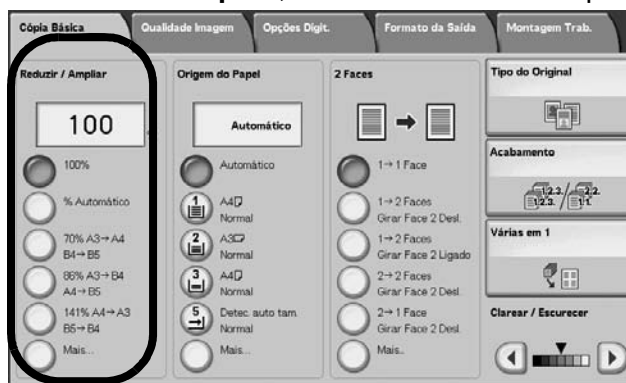 Cópia Básica
Qualidade Imagem
Opções Digit.
Formato da Saída
Montagem Trab.
Reduzir / Ampliar
100
100%
% Automático
70% A3→A4
B4→B5
86% A3→B4
A4→B5
141% A4→A3
B5→B4
Mais...
Origem do Papel
Automático
Automático
1 A4
Normal
2 A3
Normal
3 A4
Normal
5 Detec. auto tam.
Normal
Mais...
2 Faces
1→1 Face
1→2 Faces
Girar Face 2 Desl.
1→2 Faces
Girar Face 2 Ligado
2→2 Faces
Girar Face 2 Desl.
2→1 Face
Girar Face 2 Desl.
Mais..
Tipo do Original
Acabamento
Várias em 1
Clarear / Escurecer